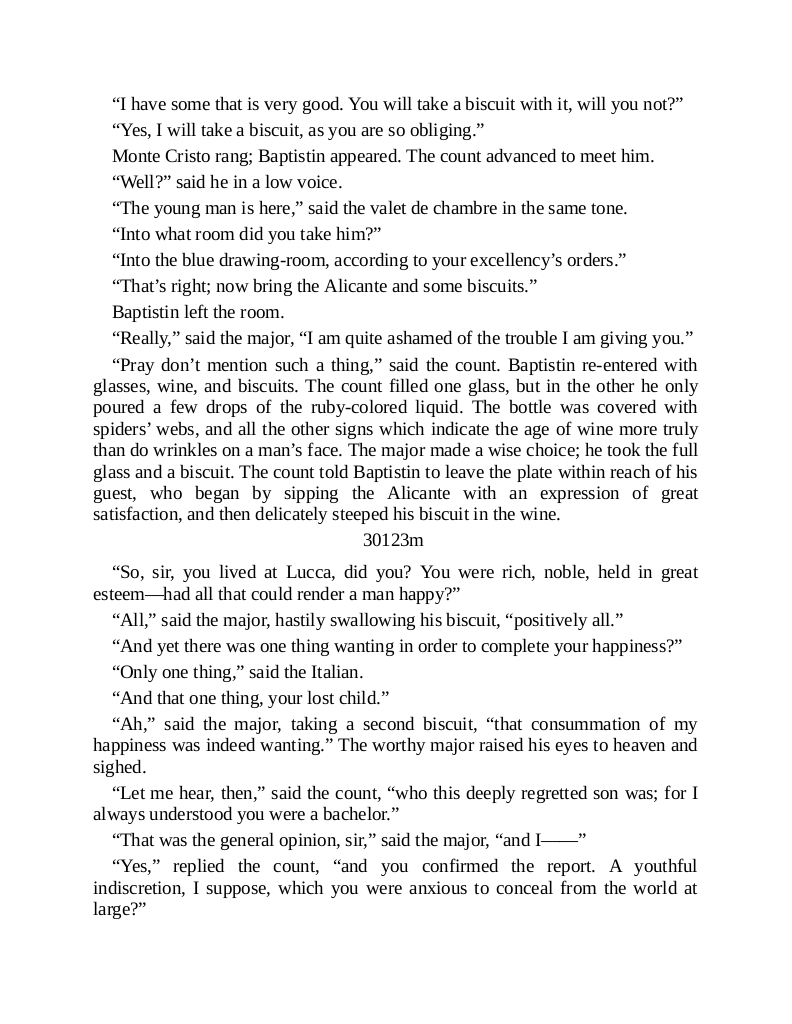 “I have some that is very good. You will take a biscuit with it, will you not?”
“Yes, I will take a biscuit, as you are so obliging.”
Monte Cristo rang; Baptistin appeared. The count advanced to meet him.
“Well?” said he in a low voice.
“The young man is here,” said the valet de chambre in the same tone.
“Into what room did you take him?”
“Into the blue drawing-room, according to your excellency’s orders.”
“That’s right; now bring the Alicante and some biscuits.”
Baptistin left the room.
“Really,” said the major, “I am quite ashamed of the trouble I am giving you.”
“Pray don’t mention such a thing,” said the count. Baptistin re-entered with
glasses, wine, and biscuits. The count filled one glass, but in the other he only
poured a few drops of the ruby-colored liquid. The bottle was covered with
spiders’ webs, and all the other signs which indicate the age of wine more truly
than do wrinkles on a man’s face. The major made a wise choice; he took the full
glass and a biscuit. The count told Baptistin to leave the plate within reach of his
guest, who began by sipping the Alicante with an expression of great
satisfaction, and then delicately steeped his biscuit in the wine.
30123m
“So, sir, you lived at Lucca, did you? You were rich, noble, held in great
esteem—had all that could render a man happy?”
“All,” said the major, hastily swallowing his biscuit, “positively all.”
“And yet there was one thing wanting in order to complete your happiness?”
“Only one thing,” said the Italian.
“And that one thing, your lost child.”
“Ah,” said the major, taking a second biscuit, “that consummation of my
happiness was indeed wanting.” The worthy major raised his eyes to heaven and
sighed.
“Let me hear, then,” said the count, “who this deeply regretted son was; for I
always understood you were a bachelor.”
“That was the general opinion, sir,” said the major, “and I——”
“Yes,” replied the count, “and you confirmed the report. A youthful
indiscretion, I suppose, which you were anxious to conceal from the world at
large?”